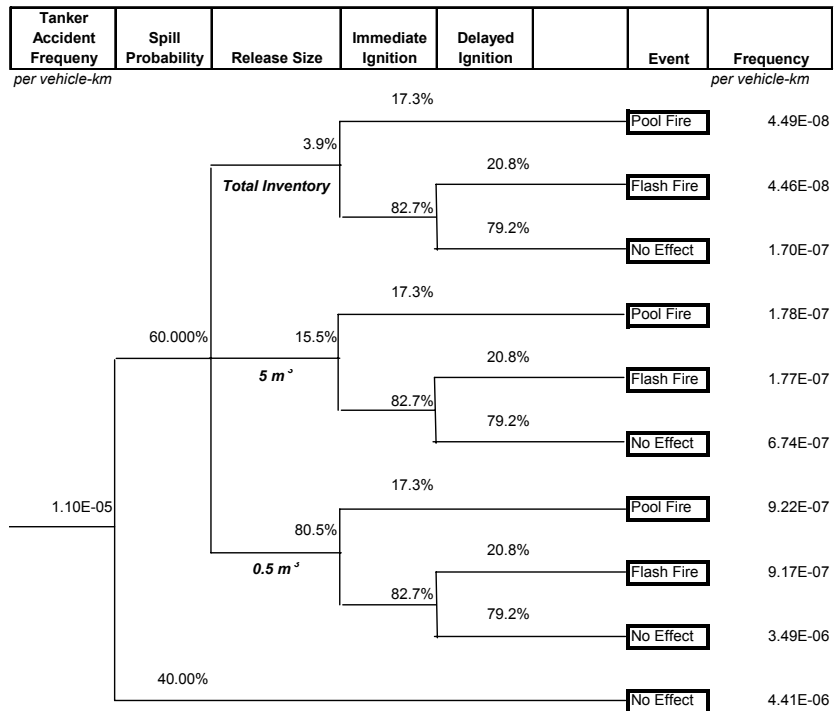 Tanker Accident Frequeny
Spill Probability
Release Size
Immediate Ignition
Delayed Ignition
Event
Frequency
per vehicle-km
per vehicle-km
17.3%
Pool Fire 4.49E-08
3.9%
20.8%
Total Inventory
Flash Fire 4.46E-08
82.7%
79.2%
No Effect 1.70E-07
17.3%
Pool Fire 1.78E-07
60.000% 15.5%
20.8%
5 m³
Flash Fire 1.77E-07
82.7%
79.2%
No Effect 6.74E-07
17.3%
1.10E-05
Pool Fire 9.22E-07
80.5%
20.8%
0.5 m³
Flash Fire 9.17E-07
82.7%
79.2%
No Effect 3.49E-06
40.00%
No Effect 4.41E-06